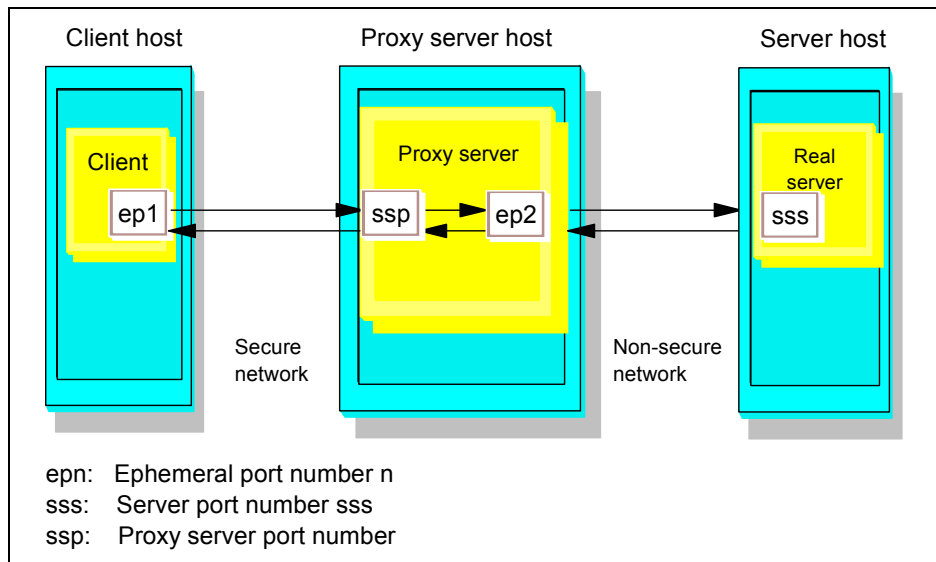 Client host
Proxy server host
Server host
Client
Proxy server
Real
server
ep1
ssp
ep2
sss
Secure
network
Non-secure
network
epn: Ephemeral port number n
sss: Server port number sss
ssp: Proxy server port number